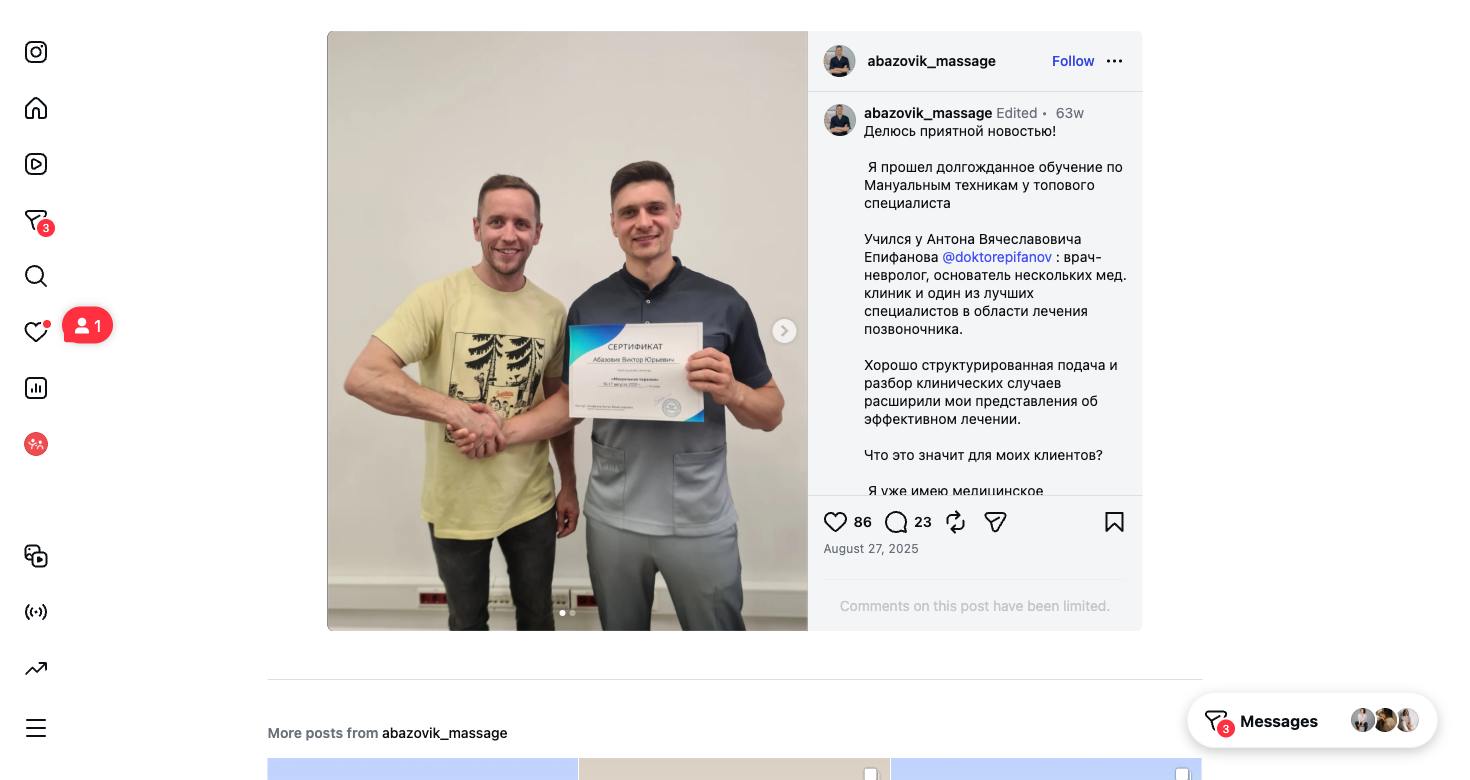 abazovik_massage
Follow
abazovik_massage Edited • 63w
Делюсь приятной новостью!
Я прошел долгожданное обучение по
Мануальным техникам у топового
специалиста
Учился у Антона Вячеславовича
Епифанова @doktorepifanov : врач-
невролог, основатель нескольких мед.
клиник и один из лучших
специалистов в области лечения
позвоночника.
Хорошо структурированная подача и
разбор клинических случаев
расширили мои представления об
эффективном лечении.
Что это значит для моих клиентов?
Я уже имею медицинское
86
23
August 27, 2025
Comments on this post have been limited.
СЕРТИФИКАТ
Абазовик Виктор Юрьевич
3
1
More posts from abazovik_massage
3
Messages